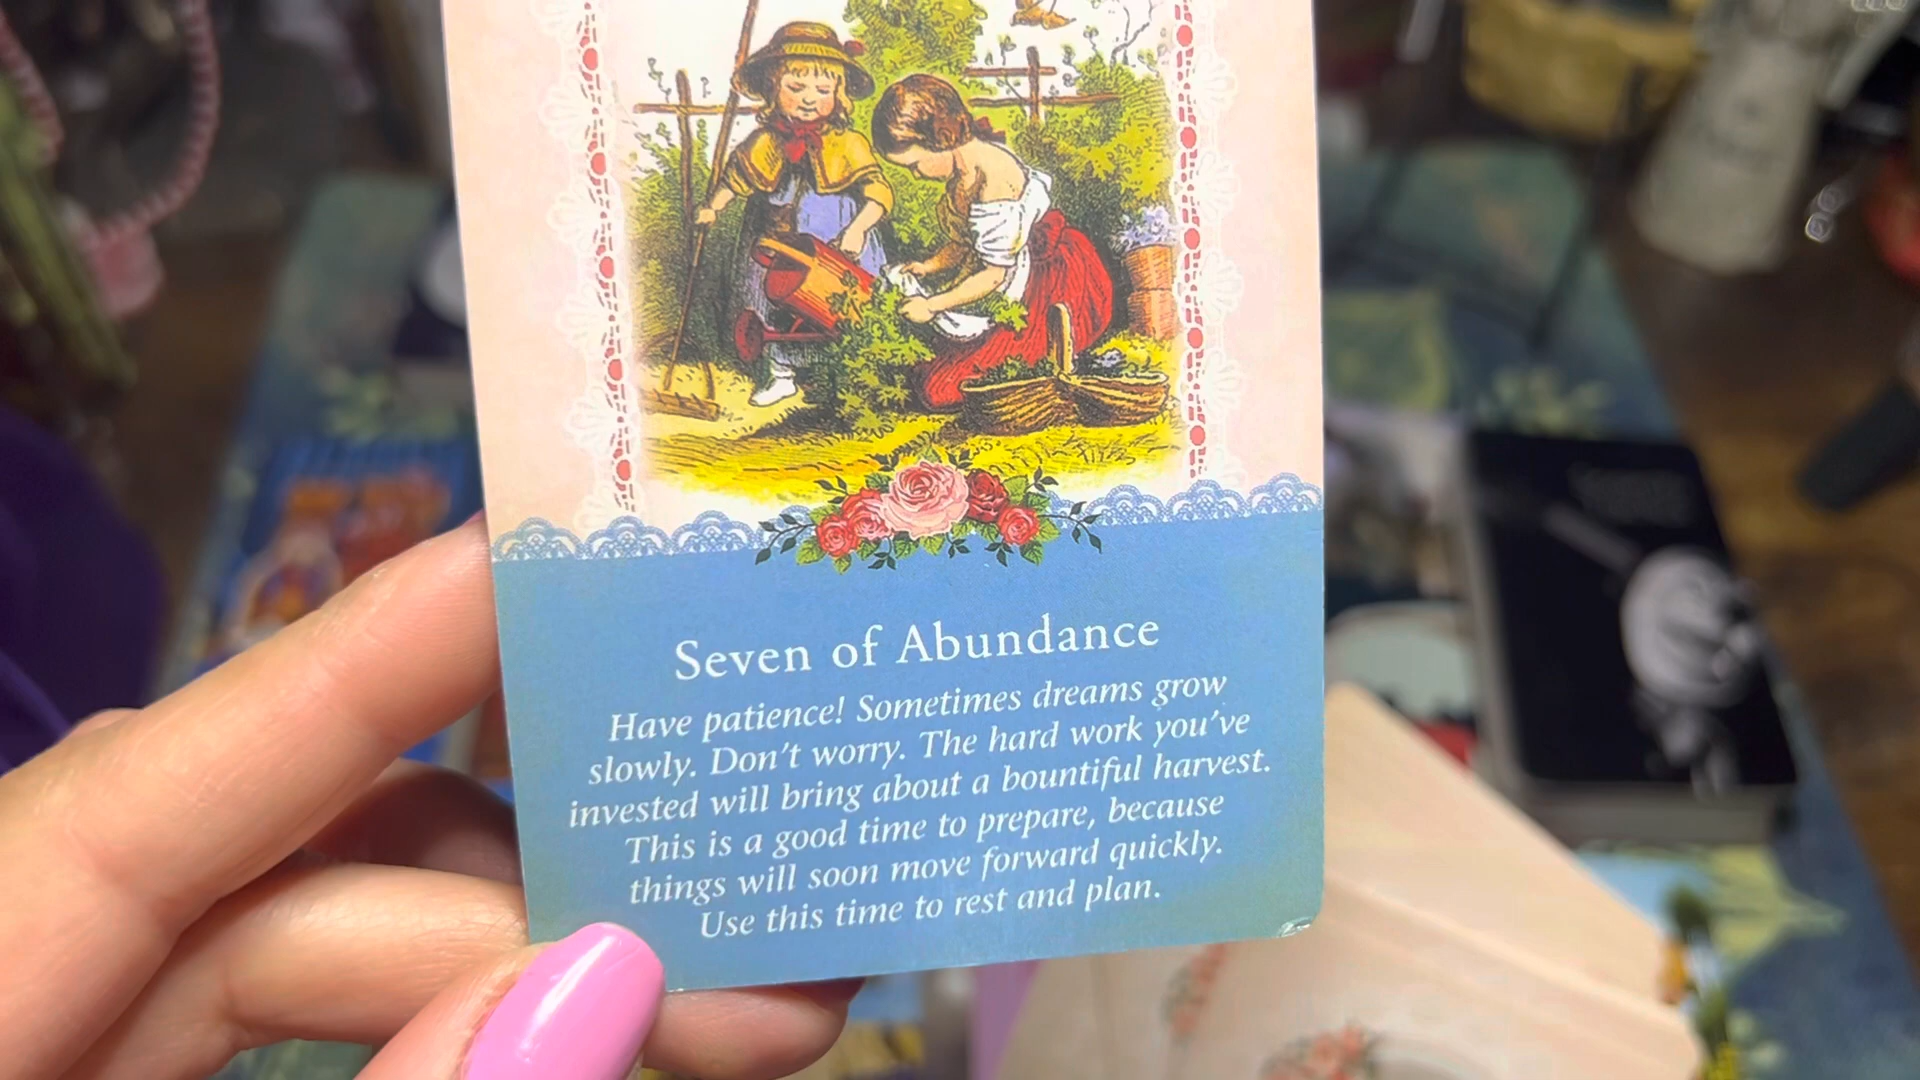 Seven of Abundance
Have patience! Sometimes dreams grow
slowly. Don't worry. The hard work you've
invested will bring about a bountiful harvest.
This is a good time to prepare, because
things will soon move forward quickly.
Use this time to rest and plan.